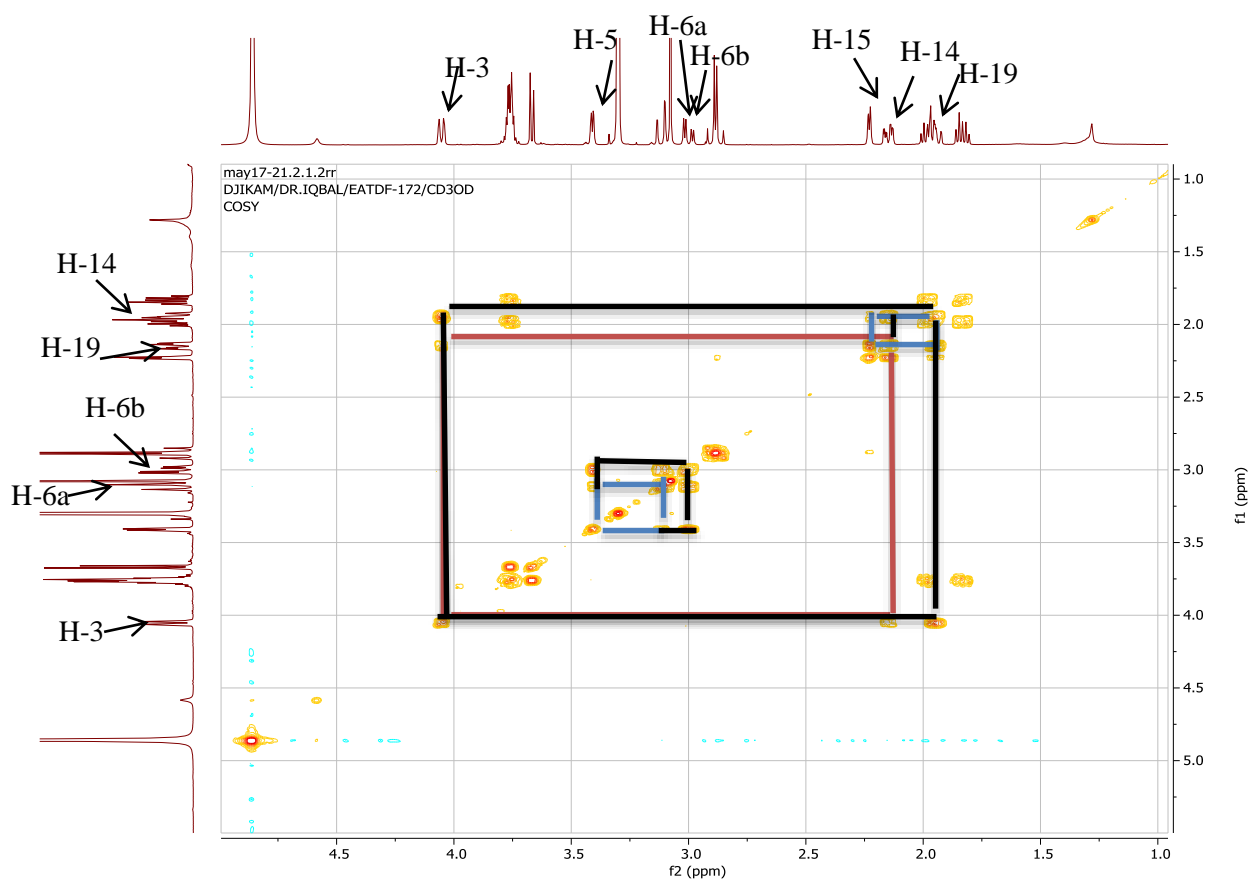 H-6a
H-5
H-15
H-6b
H-14
H-3
H-19
may17-21.2.1.2rr
DJIKAM/DR.IQBAL/EATDF-172/CD3OD
COSY
H-14
H-19
H-6b
H-6a
H-3
1.0
1.5
2.0
2.5
3.0
3.5
4.0
4.5
5.0
f1 (ppm)
4.5 4.0 3.5 3.0 2.5 2.0 1.5 1.0
f2 (ppm)